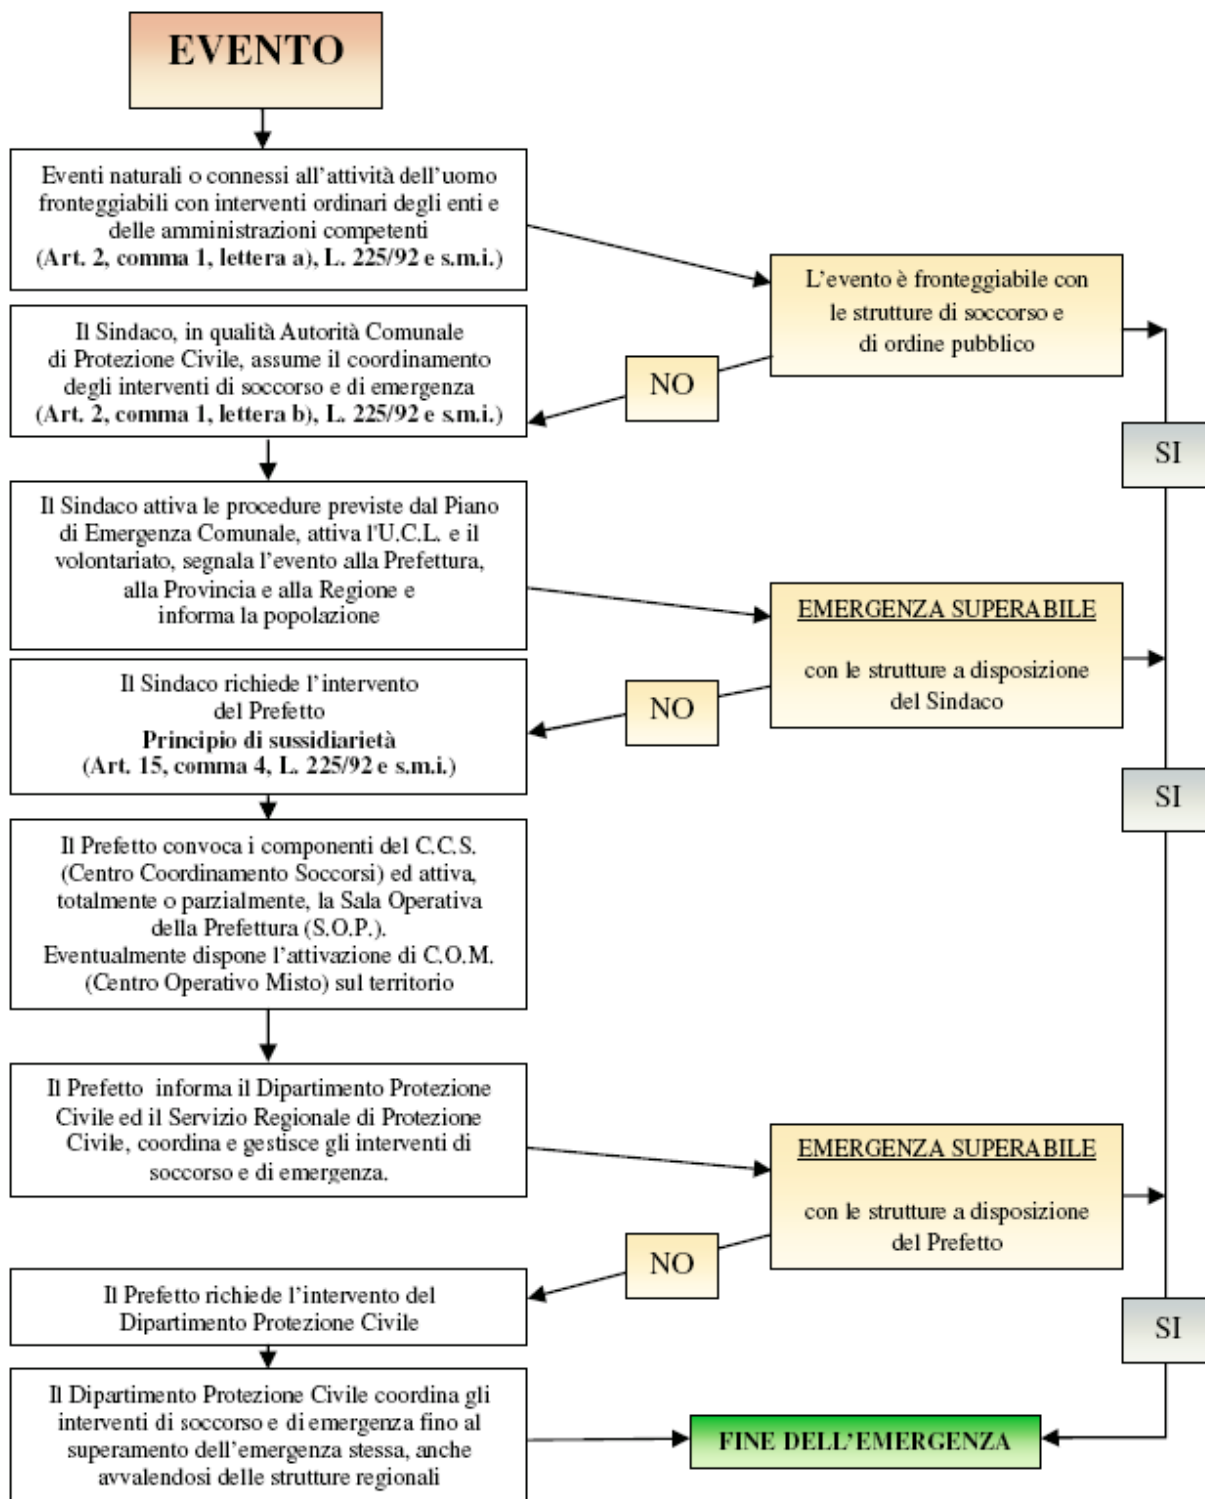 EVENTO
Eventi naturali o connessi all'attività dell'uomo
fronteggiabili con interventi ordinari degli enti e
delle amministrazioni competenti
(Art. 2, comma 1, lettera a), L. 225/92 e s.m.i.)
L'evento è fronteggiabile con
le strutture di soccorso e
di ordine pubblico
NO
SI
Il Sindaco, in qualità Autorità Comunale
di Protezione Civile, assume il coordinamento
degli interventi di soccorso e di emergenza
(Art. 2, comma 1, lettera b), L. 225/92 e s.m.i.)
Il Sindaco attiva le procedure previste dal Piano
di Emergenza Comunale, attiva l'U.C.L. e il
volontariato, segnala l'evento alla Prefettura,
alla Provincia e alla Regione e
informa la popolazione
EMERGENZA SUPERABILE
con le strutture a disposizione
del Sindaco
NO
SI
Il Sindaco richiede l'intervento
del Prefetto
Principio di sussidiarietà
(Art. 15, comma 4, L. 225/92 e s.m.i.)
Il Prefetto convoca i componenti del C.C.S.
(Centro Coordinamento Soccorsi) ed attiva,
totalmente o parzialmente, la Sala Operativa
della Prefettura (S.O.P.).
Eventualmente dispone l'attivazione di C.O.M.
(Centro Operativo Misto) sul territorio
Il Prefetto informa il Dipartimento Protezione
Civile ed il Servizio Regionale di Protezione
Civile, coordina e gestisce gli interventi di
soccorso e di emergenza.
EMERGENZA SUPERABILE
con le strutture a disposizione
del Prefetto
NO
SI
Il Prefetto richiede l'intervento del
Dipartimento Protezione Civile
Il Dipartimento Protezione Civile coordina gli
interventi di soccorso e di emergenza fino al
superamento dell'emergenza stessa, anche
avvalendosi delle strutture regionali
FINE DELL'EMERGENZA